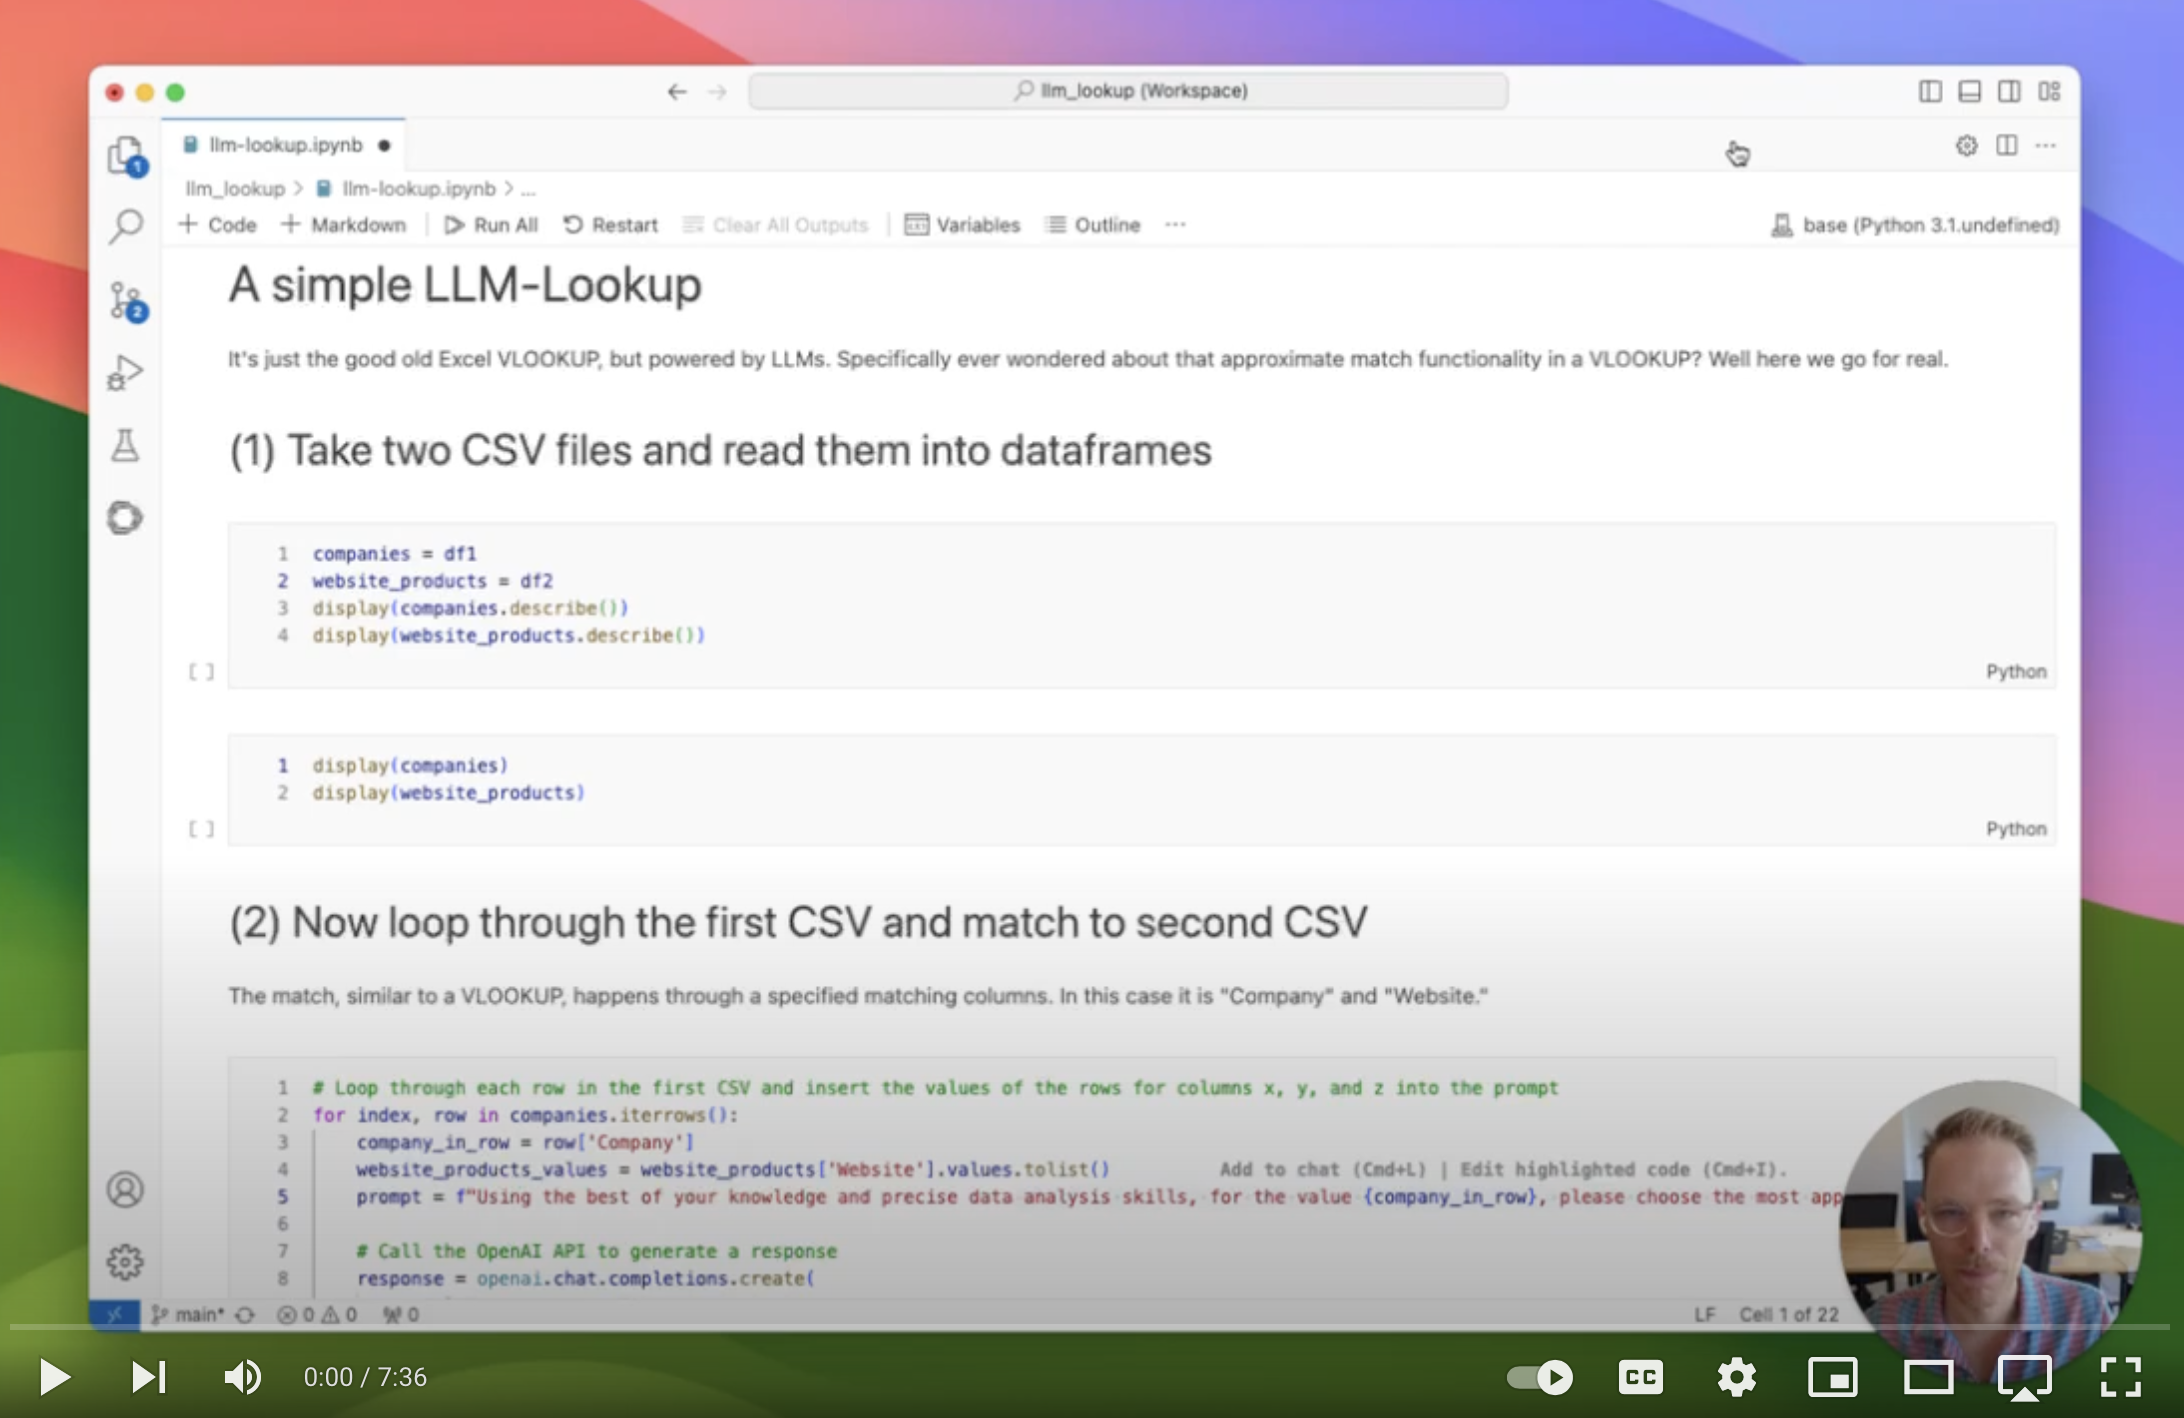 llm_lookup (Workspace)
llm-lookup.ipynb
1
llm_lookup > llm-lookup.ipynb > ...
+ Code + Markdown Run All Restart Clear All Outputs Variables Outline ...
base (Python 3.1.undefined)
A simple LLM-Lookup
2
It's just the good old Excel VLOOKUP, but powered by LLMs. Specifically ever wondered about that approximate match functionality in a VLOOKUP? Well here we go for real.
(1) Take two CSV files and read them into dataframes
1 companies = df1
2 website_products = df2
3 display(companies.describe())
4 display(website_products.describe())
[ ]
Python
1 display(companies)
2 display(website_products)
[ ]
Python
(2) Now loop through the first CSV and match to second CSV
The match, similar to a VLOOKUP, happens through a specified matching columns. In this case it is "Company" and "Website."
1 # Loop through each row in the first CSV and insert the values of the rows for columns x, y, and z into the prompt
2 for index, row in companies.iterrows():
3 company_in_row = row['Company']
4 website_products_values = website_products['Website'].values.tolist() Add to chat (Cmd+L) | Edit highlighted code (Cmd+I).
5 prompt = f"Using the best of your knowledge and precise data analysis skills, for the value {company_in_row}, please choose the most app
6
7 # Call the OpenAI API to generate a response
8 response = openai.chat.completions.create(
main* 0 0 0
LF Cell 1 of 22
0:00 / 7:36
CC